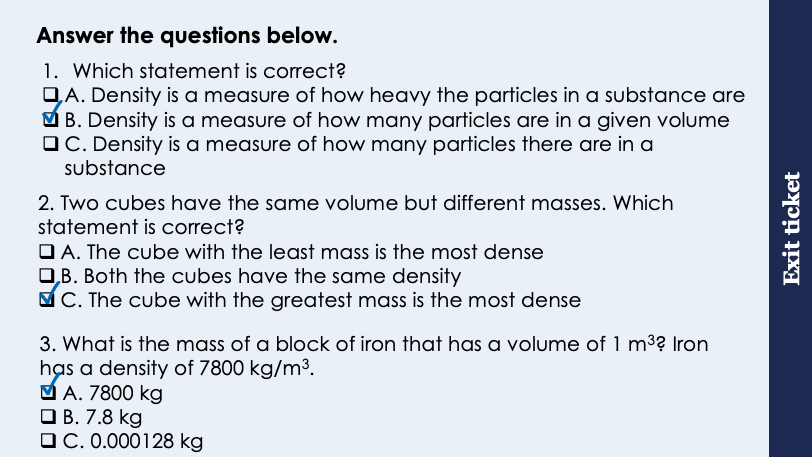 Answer the questions below.
1. Which statement is correct?
A. Density is a measure of how heavy the particles in a substance are
B. Density is a measure of how many particles are in a given volume
C. Density is a measure of how many particles there are in a
substance
2. Two cubes have the same volume but different masses. Which
statement is correct?
A. The cube with the least mass is the most dense
B. Both the cubes have the same density
C. The cube with the greatest mass is the most dense
3. What is the mass of a block of iron that has a volume of 1 m³? Iron
has a density of 7800 kg/m³.
A. 7800 kg
B. 7.8 kg
C. 0.000128 kg
Exit ticket